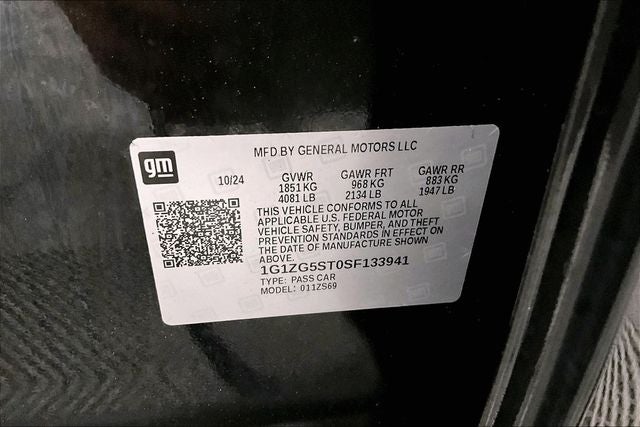 gm
MFD BY GENERAL MOTORS LLC
10/24 GVWR GAWR FRT GAWR RR
1851 KG 968 KG 883 KG
4081 LB 2134 LB 1947 LB
THIS VEHICLE CONFORMS TO ALL
APPLICABLE U.S. FEDERAL MOTOR
VEHICLE SAFETY, BUMPER, AND THEFT
PREVENTION STANDARDS IN EFFECT ON
THE DATE OF MANUFACTURE SHOWN
ABOVE.
1G1ZG5ST0SF133941
TYPE: PASS CAR
MODEL: 011ZS69